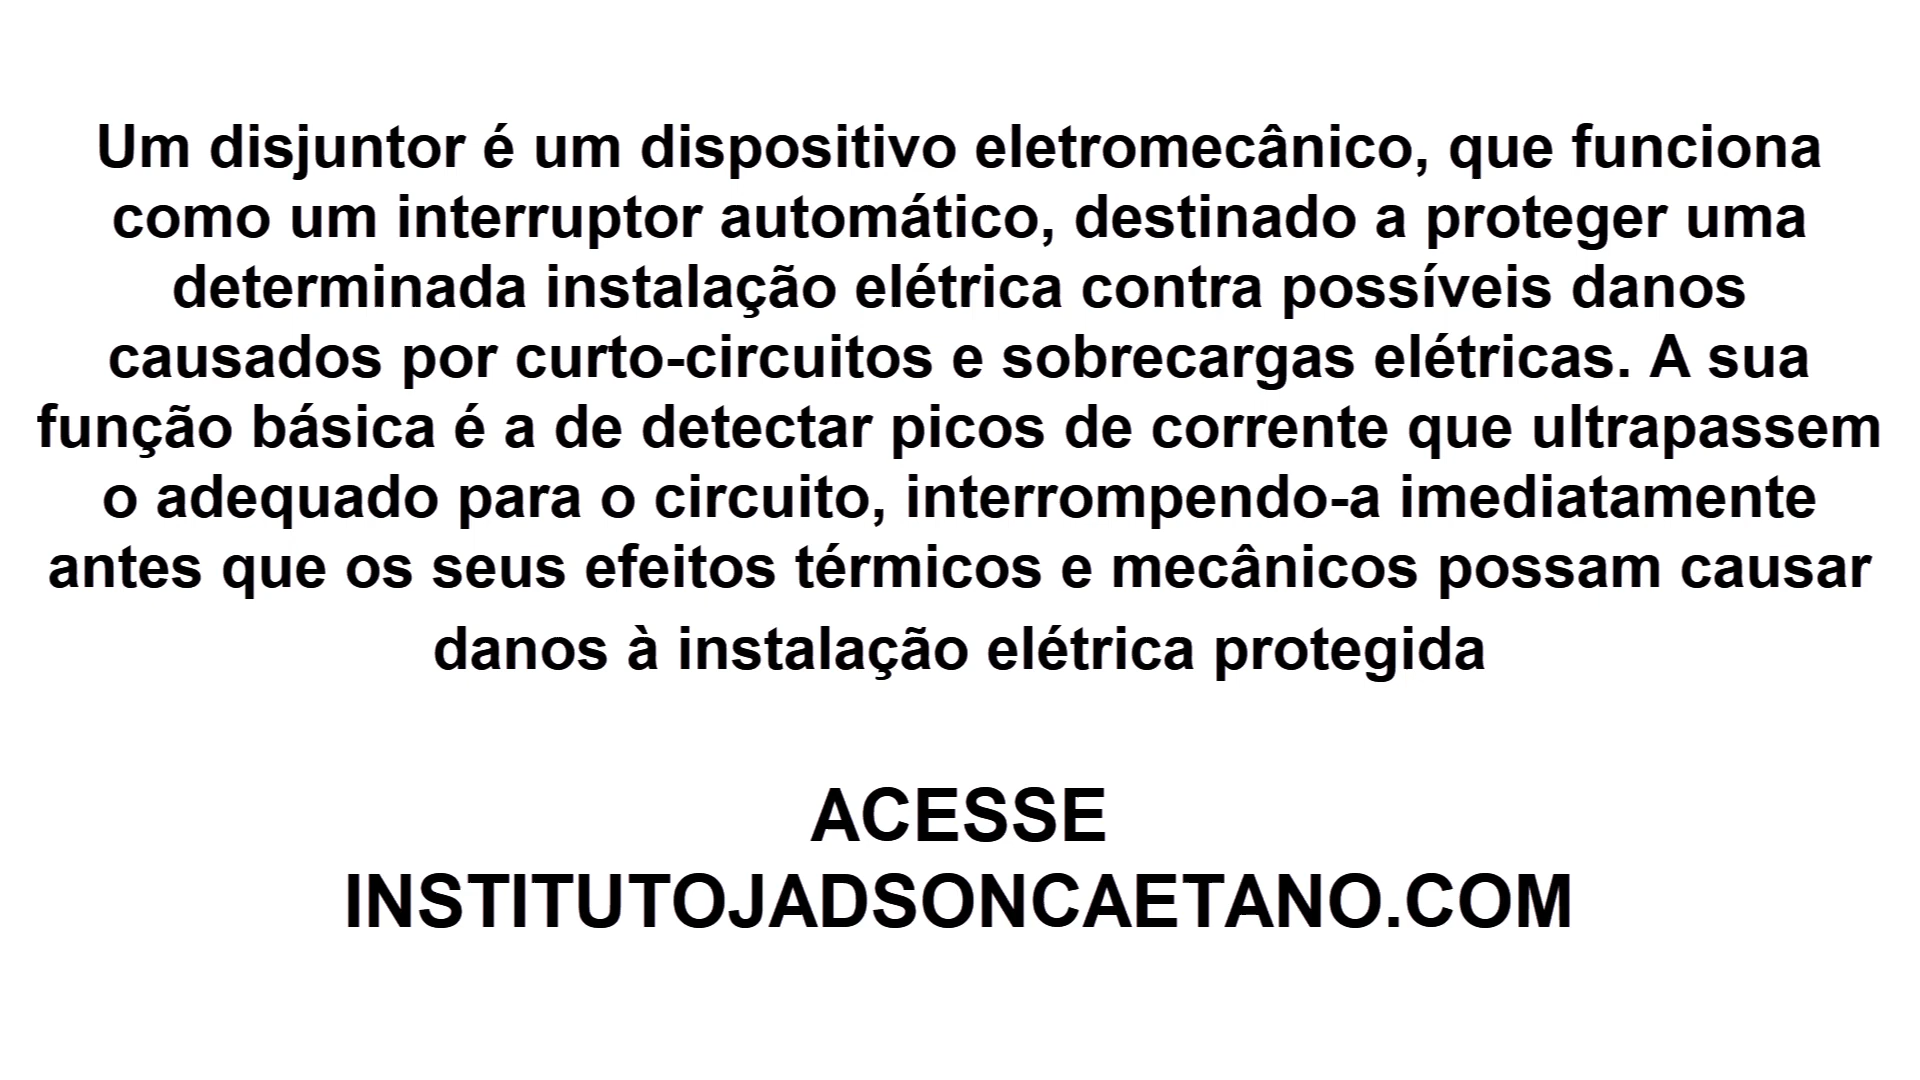 Um disjuntor é um dispositivo eletromecânico, que funciona
como um interruptor automático, destinado a proteger uma
determinada instalação elétrica contra possíveis danos
causados por curto-circuitos e sobrecargas elétricas. A sua
função básica é a de detectar picos de corrente que ultrapassem
o adequado para o circuito, interrompendo-a imediatamente
antes que os seus efeitos térmicos e mecânicos possam causar
danos à instalação elétrica protegida
ACESSE
INSTITUTOJADSONCAETANO.COM